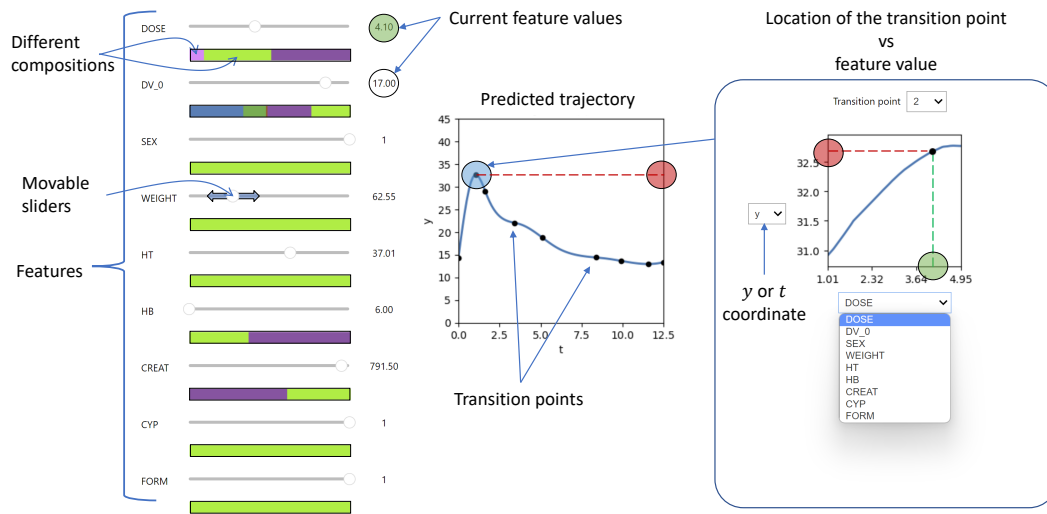 DOSE
4.10
Different
compositions
DV_0
17.00
SEX
1
Movable
sliders
WEIGHT
62.55
Features
HT
37.01
HB
6.00
CREAT
791.50
CYP
1
FORM
1
Current feature values
Predicted trajectory
45
40
35
30
25
20
15
10
5
0
y
0.0
2.5
5.0
7.5
10.0
12.5
t
Transition points
Location of the transition point
vs
feature value
Transition point
2
y
32.5
32.0
31.5
31.0
1.01
2.32
3.64
4.95
y or t
coordinate
DOSE
DOSE
DV_0
SEX
WEIGHT
HT
HB
CREAT
CYP
FORM